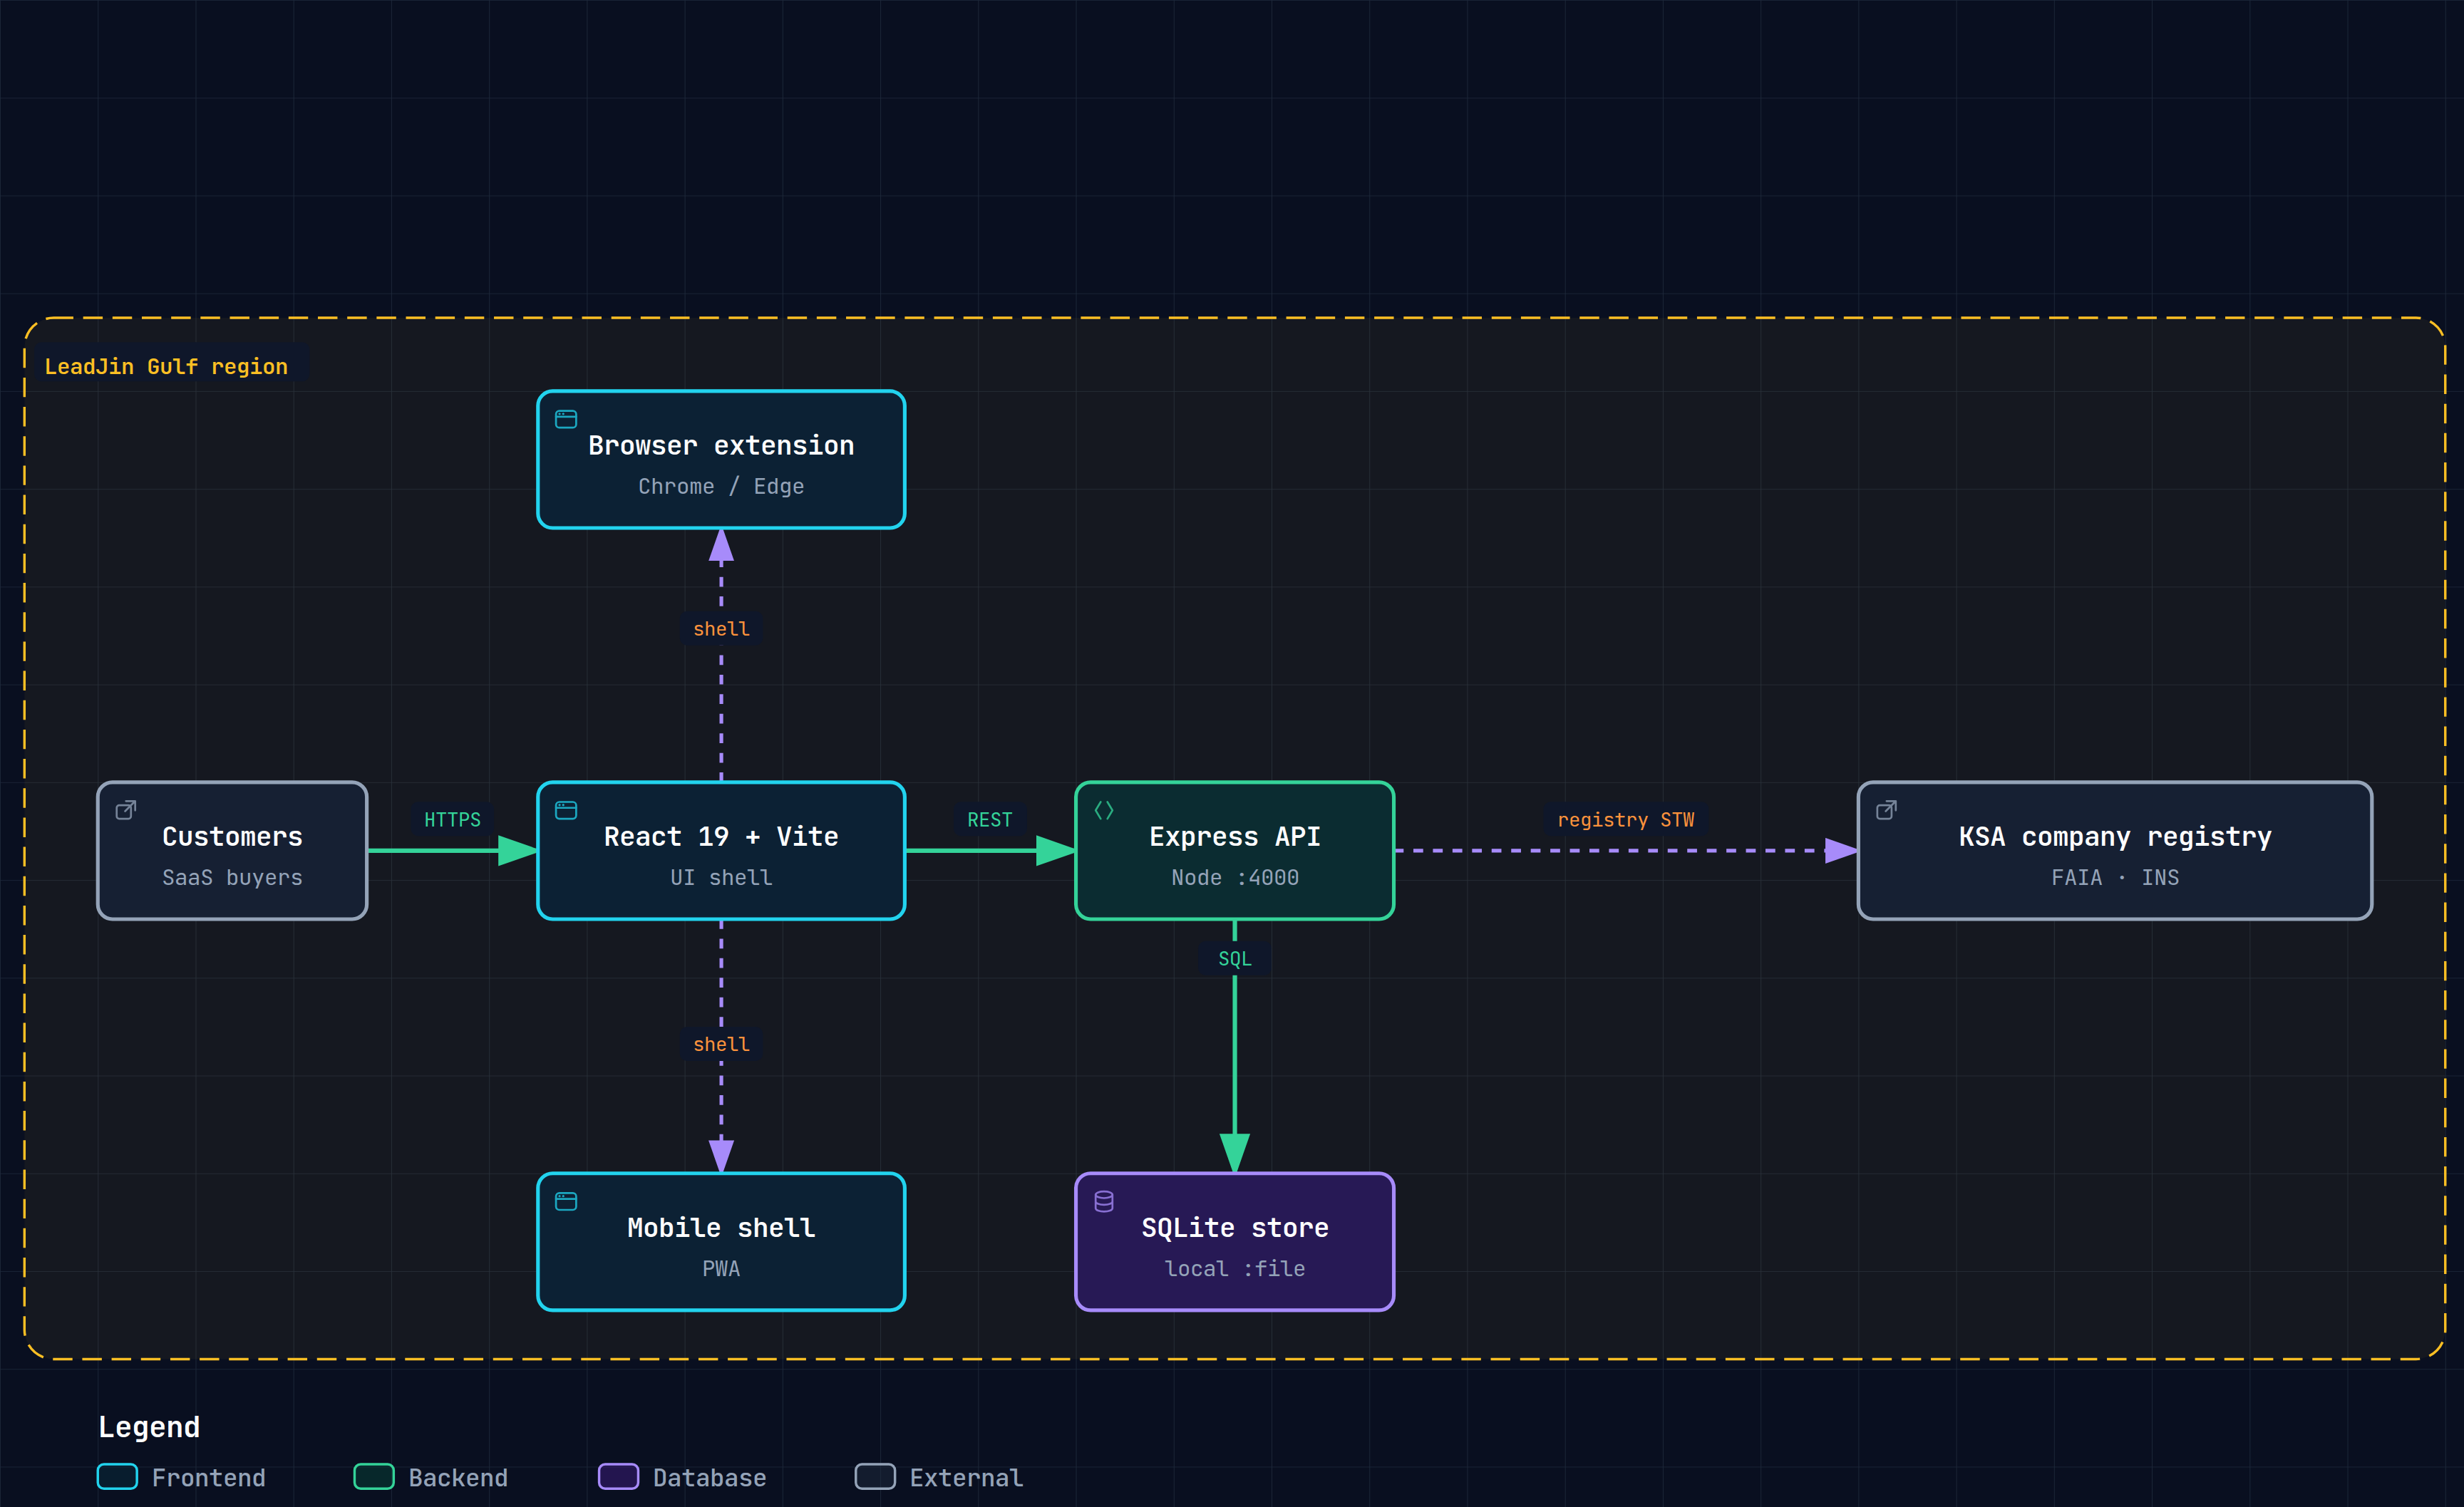 LeadJin Gulf region
Browser extension
Chrome / Edge
shell
Customers
SaaS buyers
HTTPS
React 19 + Vite
UI shell
REST
Express API
Node :4000
registry STW
KSA company registry
FAIA · INS
SQL
shell
Mobile shell
PWA
SQLite store
local :file
Legend
Frontend
Backend
Database
External